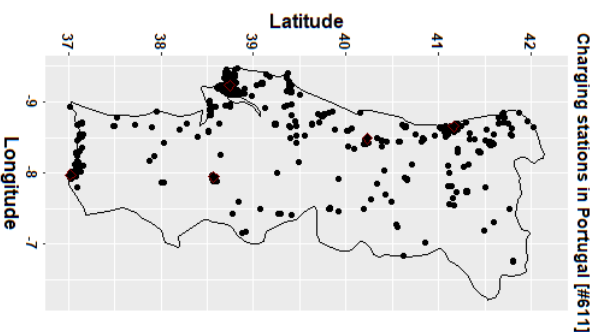 Charging stations in Portugal [#611]
Latitude
37 38 39 40 41 42
-9
-8
-7
Longitude